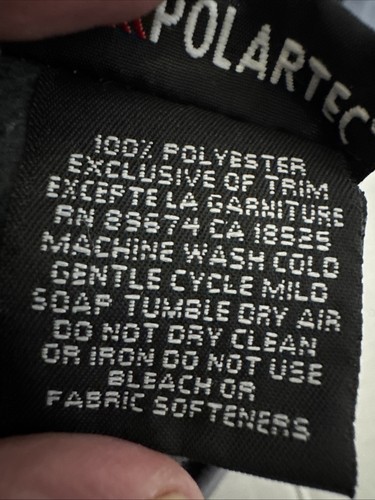 POLARTEC
100% POLYESTER
EXCLUSIVE OF TRIM
EXCEPTE LA GARNITURE
RN 89674 CA 18525
MACHINE WASH COLD
GENTLE CYCLE MILD
SOAP TUMBLE DRY AIR
DO NOT DRY CLEAN
OR IRON DO NOT USE
BLEACH OR
FABRIC SOFTENERS